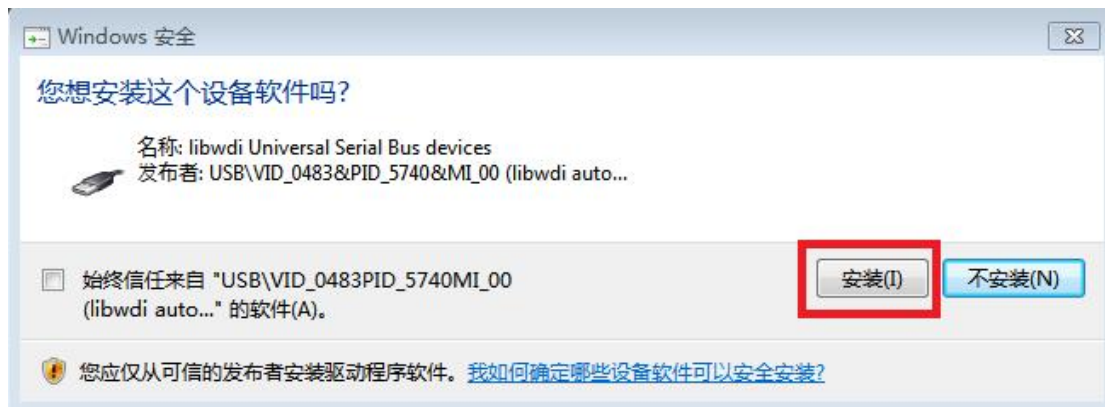 Windows 安全
您想安装这个设备软件吗?
名称: libwdi Universal Serial Bus devices
发布者: USB\VID_0483&PID_5740&MI_00 (libwdi auto...
始终信任来自 "USB\VID_0483PID_5740MI_00
(libwdi auto..." 的软件(A)。
安装(I)
不安装(N)
您应仅从可信的发布者安装驱动程序软件。我如何确定哪些设备软件可以安全安装?